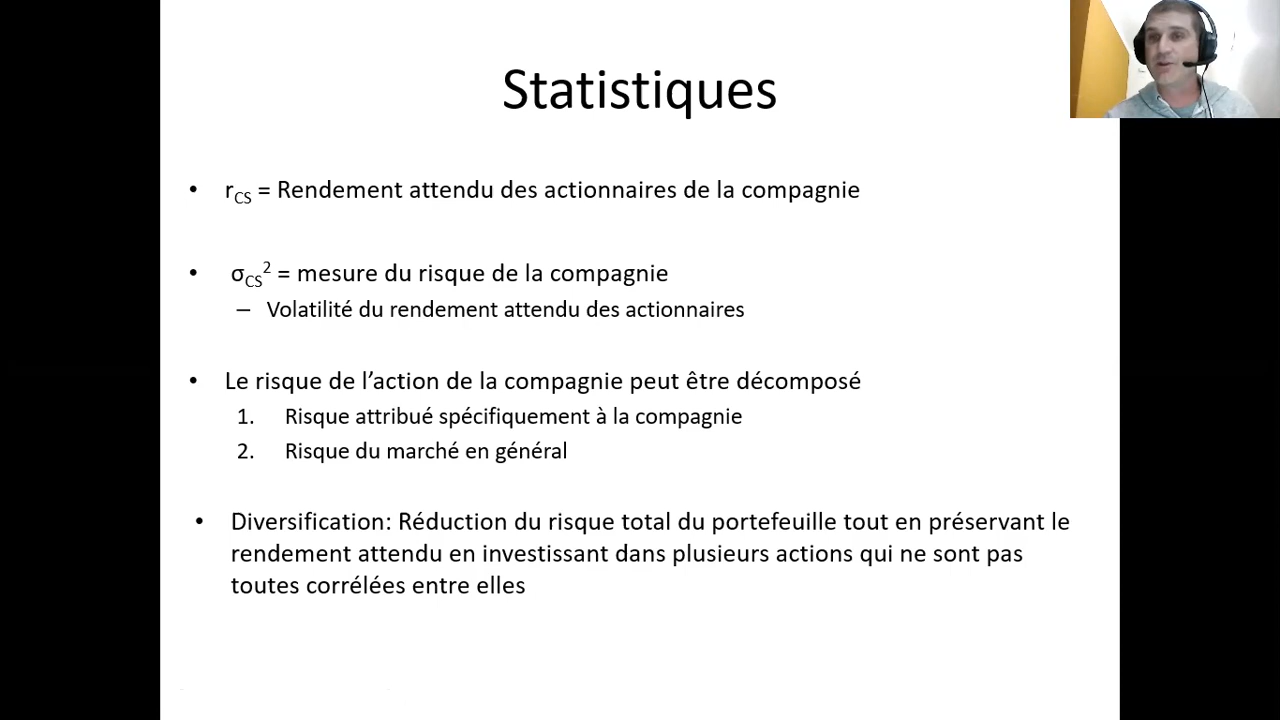 Statistiques
• r_CS = Rendement attendu des actionnaires de la compagnie
• σ_CS² = mesure du risque de la compagnie
– Volatilité du rendement attendu des actionnaires
• Le risque de l’action de la compagnie peut être décomposé
1. Risque attribué spécifiquement à la compagnie
2. Risque du marché en général
• Diversification: Réduction du risque total du portefeuille tout en préservant le
rendement attendu en investissant dans plusieurs actions qui ne sont pas
toutes corrélées entre elles